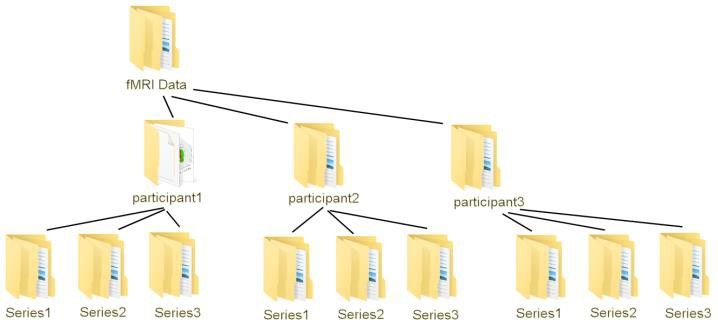 fMRI Data
participant1
participant2
participant3
Series1
Series2
Series3
Series1
Series2
Series3
Series1
Series2
Series3